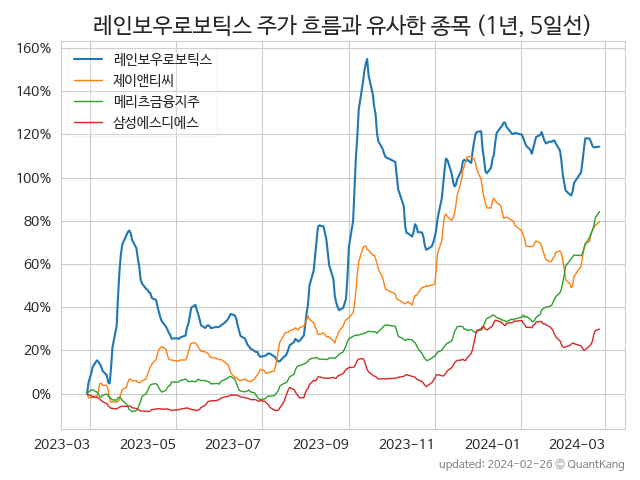 레인보우로보틱스 주가 흐름과 유사한 종목 (1년, 5일선)
160%
140%
120%
100%
80%
60%
40%
20%
0%
레인보우로보틱스
제이앤티씨
메리츠금융지주
삼성에스디에스
2023-03
2023-05
2023-07
2023-09
2023-11
2024-01
2024-03
updated: 2024-02-26 © QuantKang